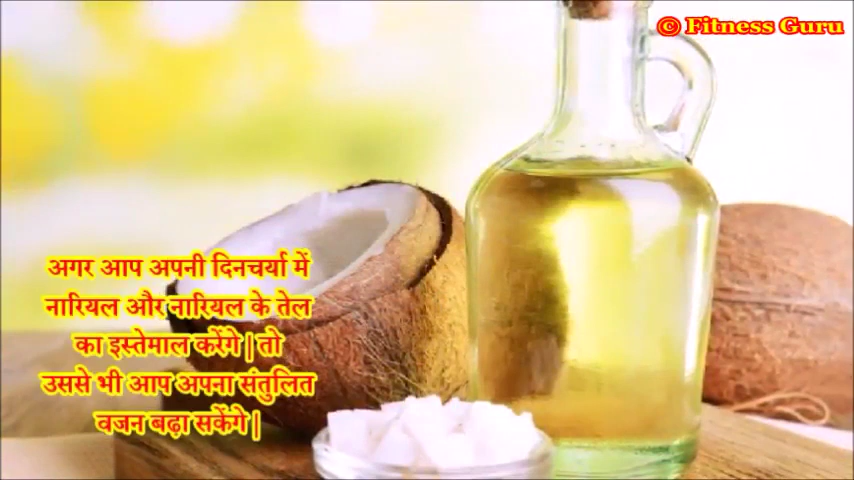 © Fitness Guru
अगर आप अपनी दिनचर्या में
नारियल और नारियल के तेल
का इस्तेमाल करेंगे | तो
उससे भी आप अपना संतुलित
वजन बढ़ा सकेंगे |